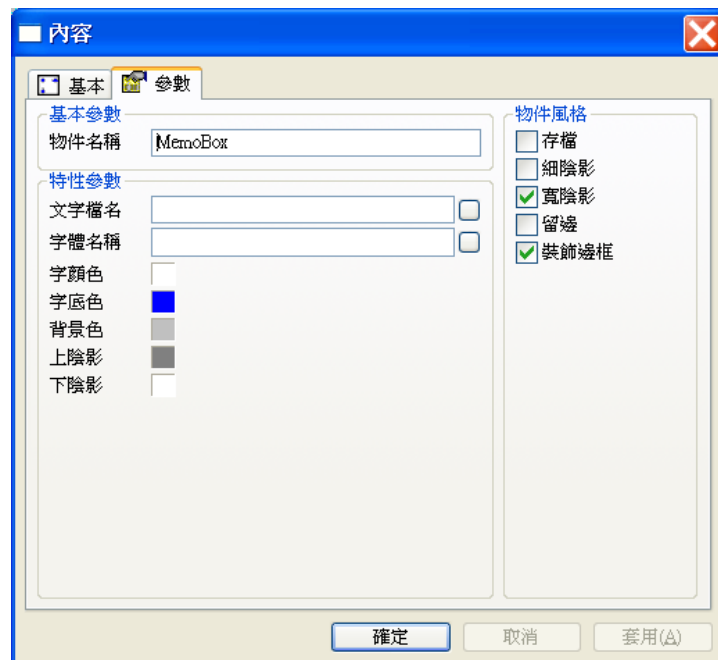 內容
基本
參數
基本參數
物件名稱 MemoBox
特性參數
文字檔名
字體名稱
字顏色
字底色
背景色
上陰影
下陰影
物件風格
存檔
細陰影
寬陰影
留邊
裝飾邊框
確定
取消
套用(A)